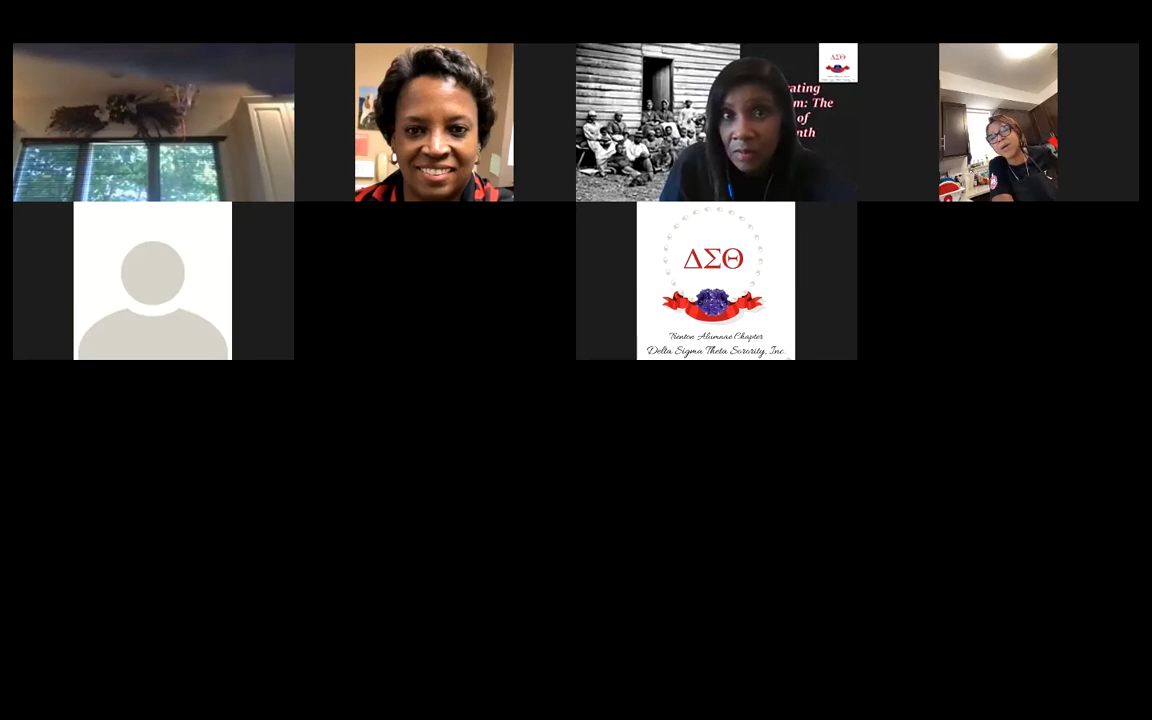 ΔΣΘ
rating
m: The
of
nth
ΔΣΘ
Trenton Alumnae Chapter
Delta Sigma Theta Sorority, Inc.